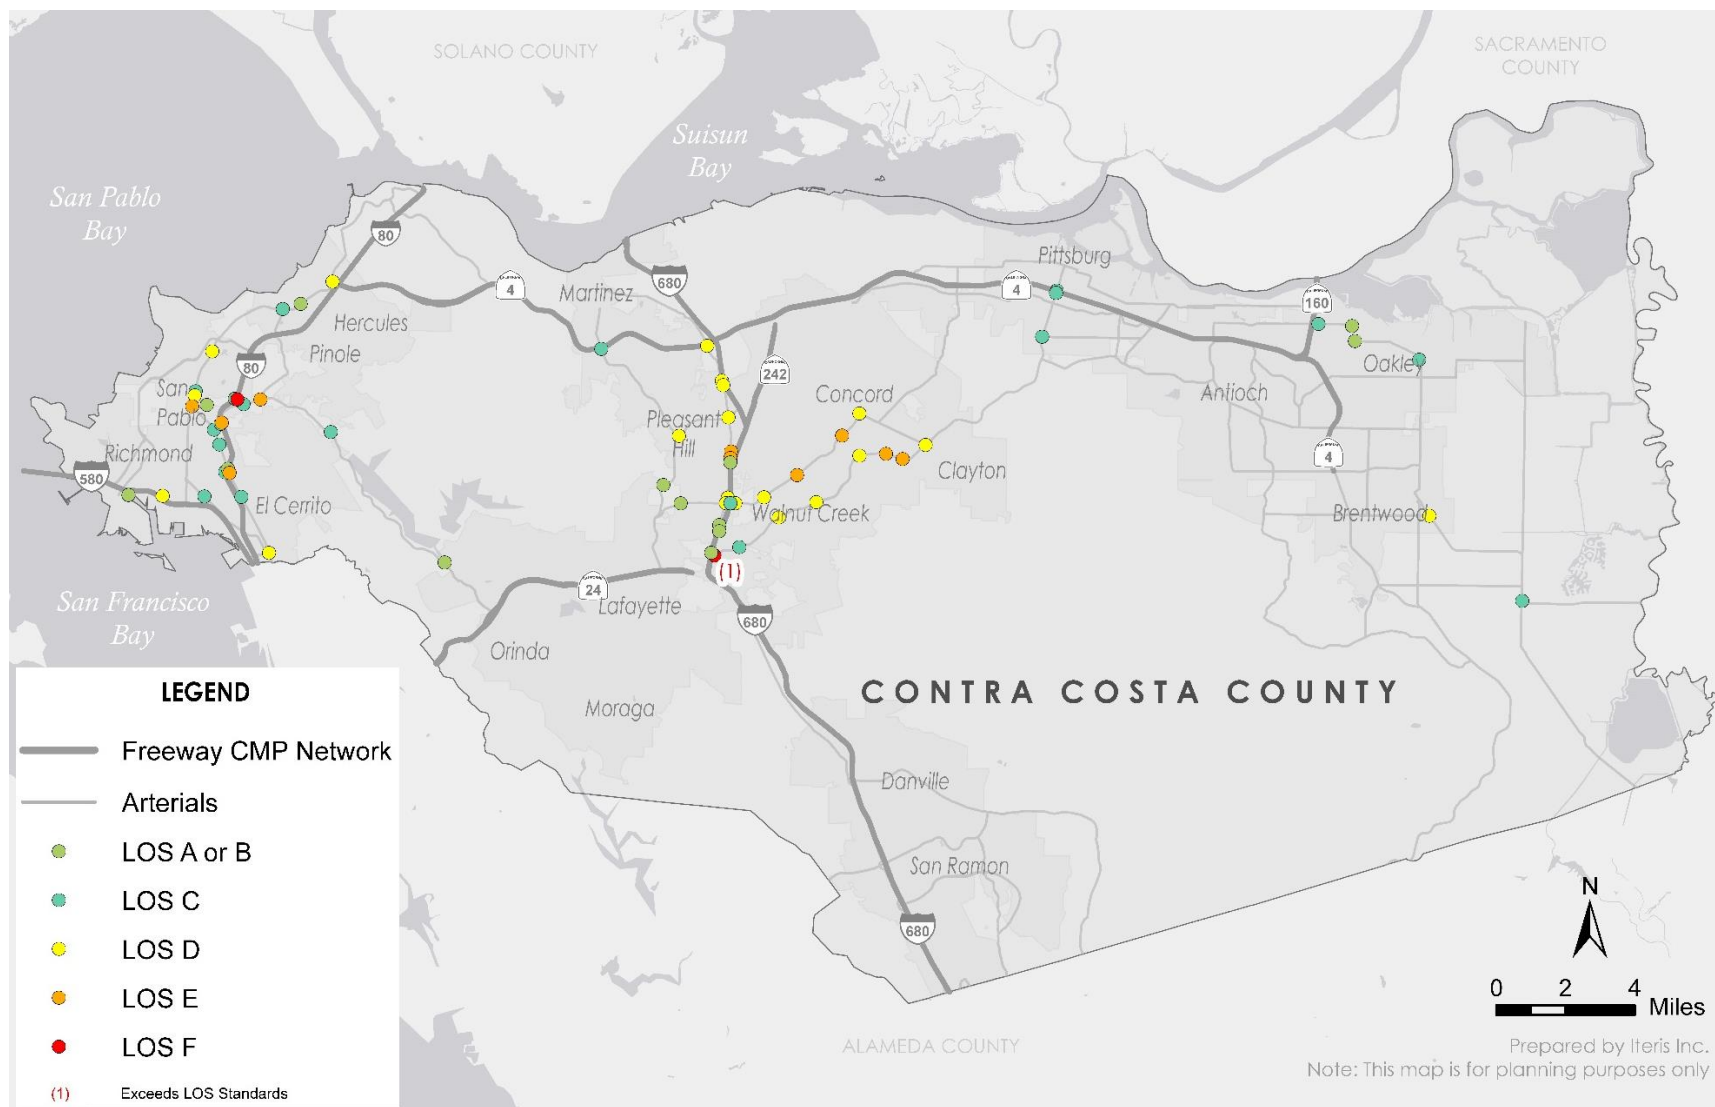 SOLANO COUNTY
SACRAMENTO
COUNTY
Suisun
Bay
San Pablo
Bay
80
Pittsburg
4
680
4
Martinez
160
Hercules
Pinole
80
242
Oakley
San
Pablo
Concord
Antioch
Pleasant
Hill
Richmond
4
580
Clayton
El Cerrito
Walnut Creek
Brentwood
(1)
24
San Francisco
Bay
Lafayette
680
Orinda
CONTRA COSTA COUNTY
Moraga
Danville
San Ramon
680
LEGEND
Freeway CMP Network
Arterials
LOS A or B
LOS C
LOS D
LOS E
LOS F
(1) Exceeds LOS Standards
N
0 2 4
Miles
ALAMEDA COUNTY
Prepared by Iteris Inc.
Note: This map is for planning purposes only